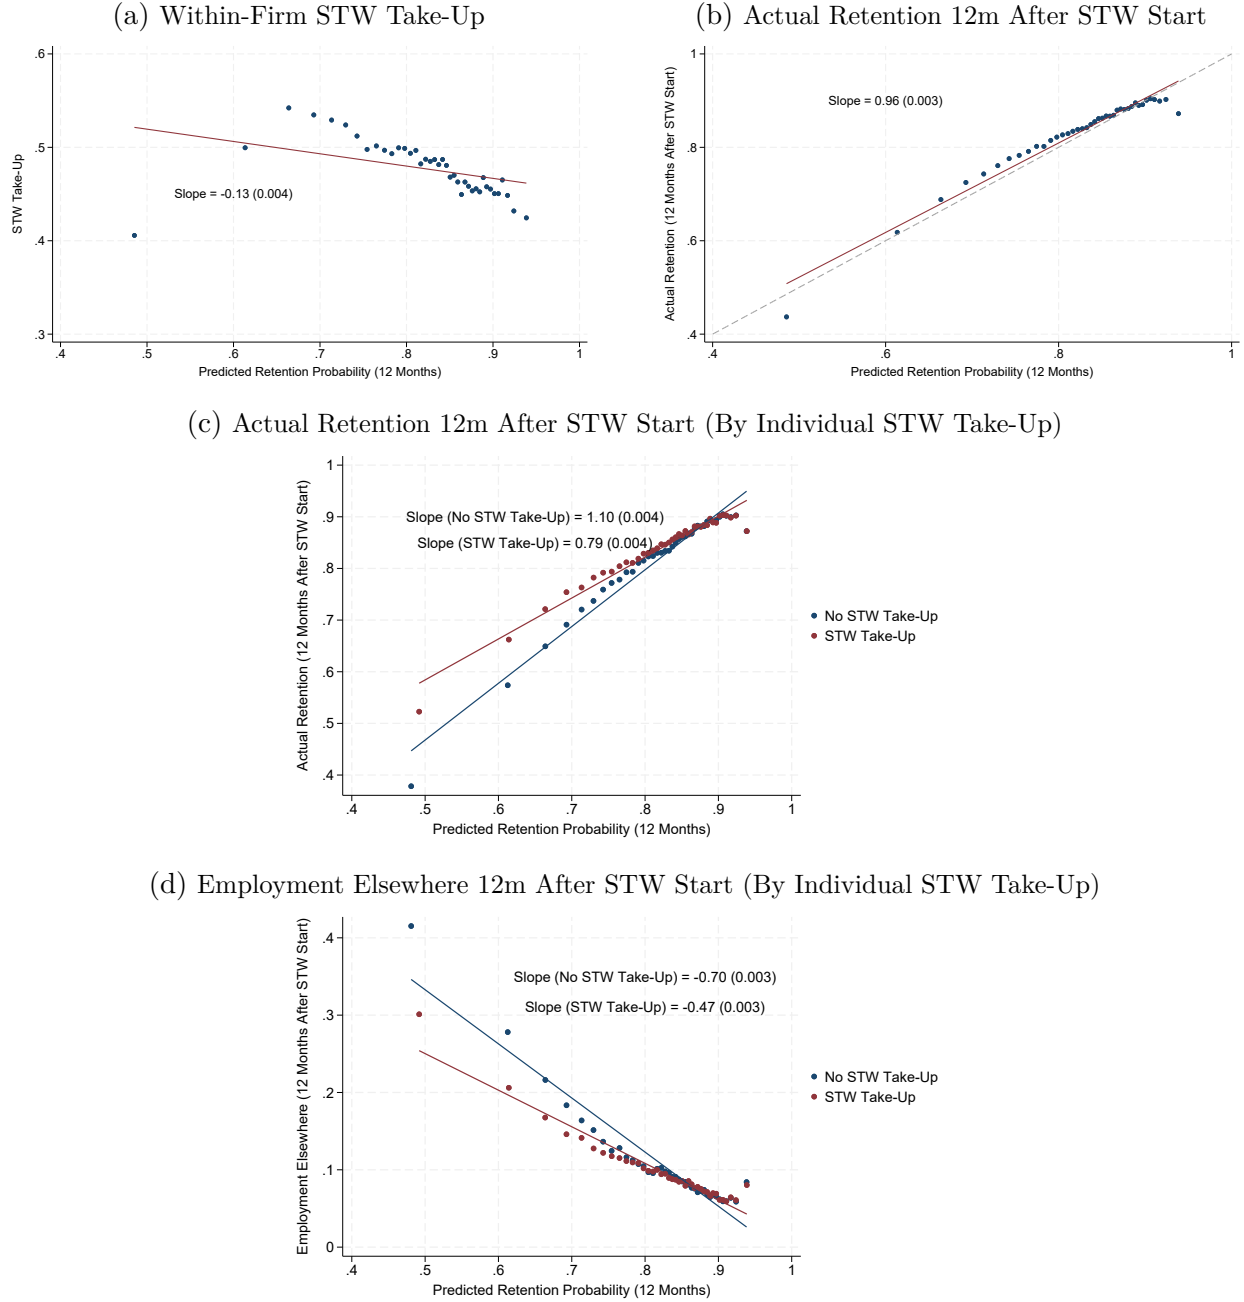 (a) Within-Firm STW Take-Up
.6
.5
.4
.3
STW Take-Up
Slope = -0.13 (0.004)
.4 .5 .6 .7 .8 .9 1
Predicted Retention Probability (12 Months)
(b) Actual Retention 12m After STW Start
1
.8
.6
.4
Actual Retention (12 Months After STW Start)
Slope = 0.96 (0.003)
.4 .6 .8 1
Predicted Retention Probability (12 Months)
(c) Actual Retention 12m After STW Start (By Individual STW Take-Up)
1
.9
.8
.7
.6
.5
.4
Actual Retention (12 Months After STW Start)
Slope (No STW Take-Up) = 1.10 (0.004)
Slope (STW Take-Up) = 0.79 (0.004)
No STW Take-Up
STW Take-Up
.4 .5 .6 .7 .8 .9 1
Predicted Retention Probability (12 Months)
(d) Employment Elsewhere 12m After STW Start (By Individual STW Take-Up)
.4
.3
.2
.1
0
Employment Elsewhere (12 Months After STW Start)
Slope (No STW Take-Up) = -0.70 (0.003)
Slope (STW Take-Up) = -0.47 (0.003)
No STW Take-Up
STW Take-Up
.4 .5 .6 .7 .8 .9 1
Predicted Retention Probability (12 Months)